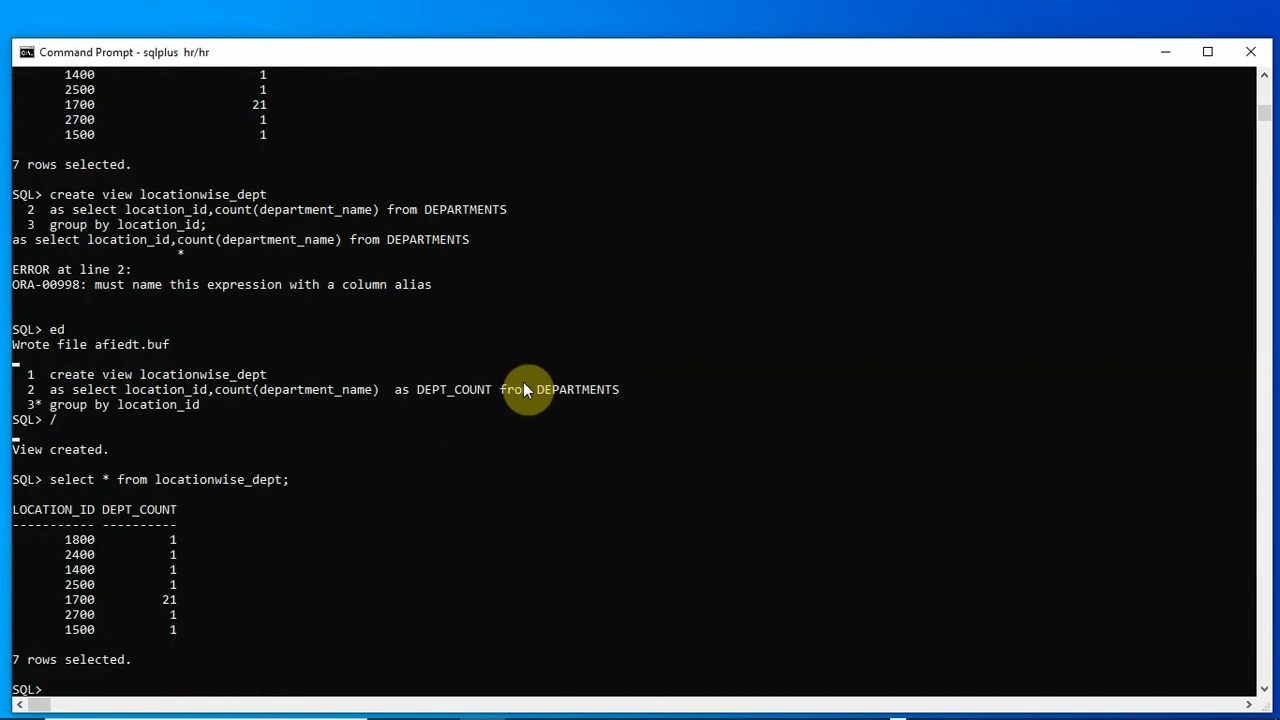 Command Prompt - sqlplus  hr/hr
       1400                      1
       2500                      1
       1700                     21
       2700                      1
       1500                      1
7 rows selected.
SQL> create view locationwise_dept
  2  as select location_id,count(department_name) from DEPARTMENTS
  3  group by location_id;
as select location_id,count(department_name) from DEPARTMENTS
                      *
ERROR at line 2:
ORA-00998: must name this expression with a column alias
SQL> ed
Wrote file afiedt.buf
  1  create view locationwise_dept
  2  as select location_id,count(department_name)  as DEPT_COUNT from DEPARTMENTS
  3* group by location_id
SQL> /
View created.
SQL> select * from locationwise_dept;
LOCATION_ID DEPT_COUNT
----------- ----------
       1800          1
       2400          1
       1400          1
       2500          1
       1700         21
       2700          1
       1500          1
7 rows selected.
SQL>